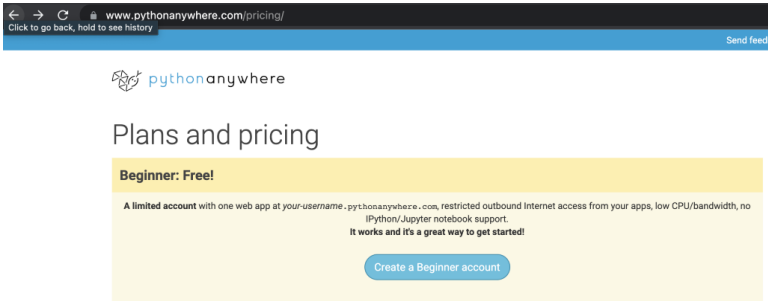 www.pythonanywhere.com/pricing/
Click to go back, hold to see history
Send feed
pythonanywhere
Plans and pricing
Beginner: Free!
A limited account with one web app at your-username.pythonanywhere.com, restricted outbound Internet access from your apps, low CPU/bandwidth, no
IPython/Jupyter notebook support.
It works and it's a great way to get started!
Create a Beginner account